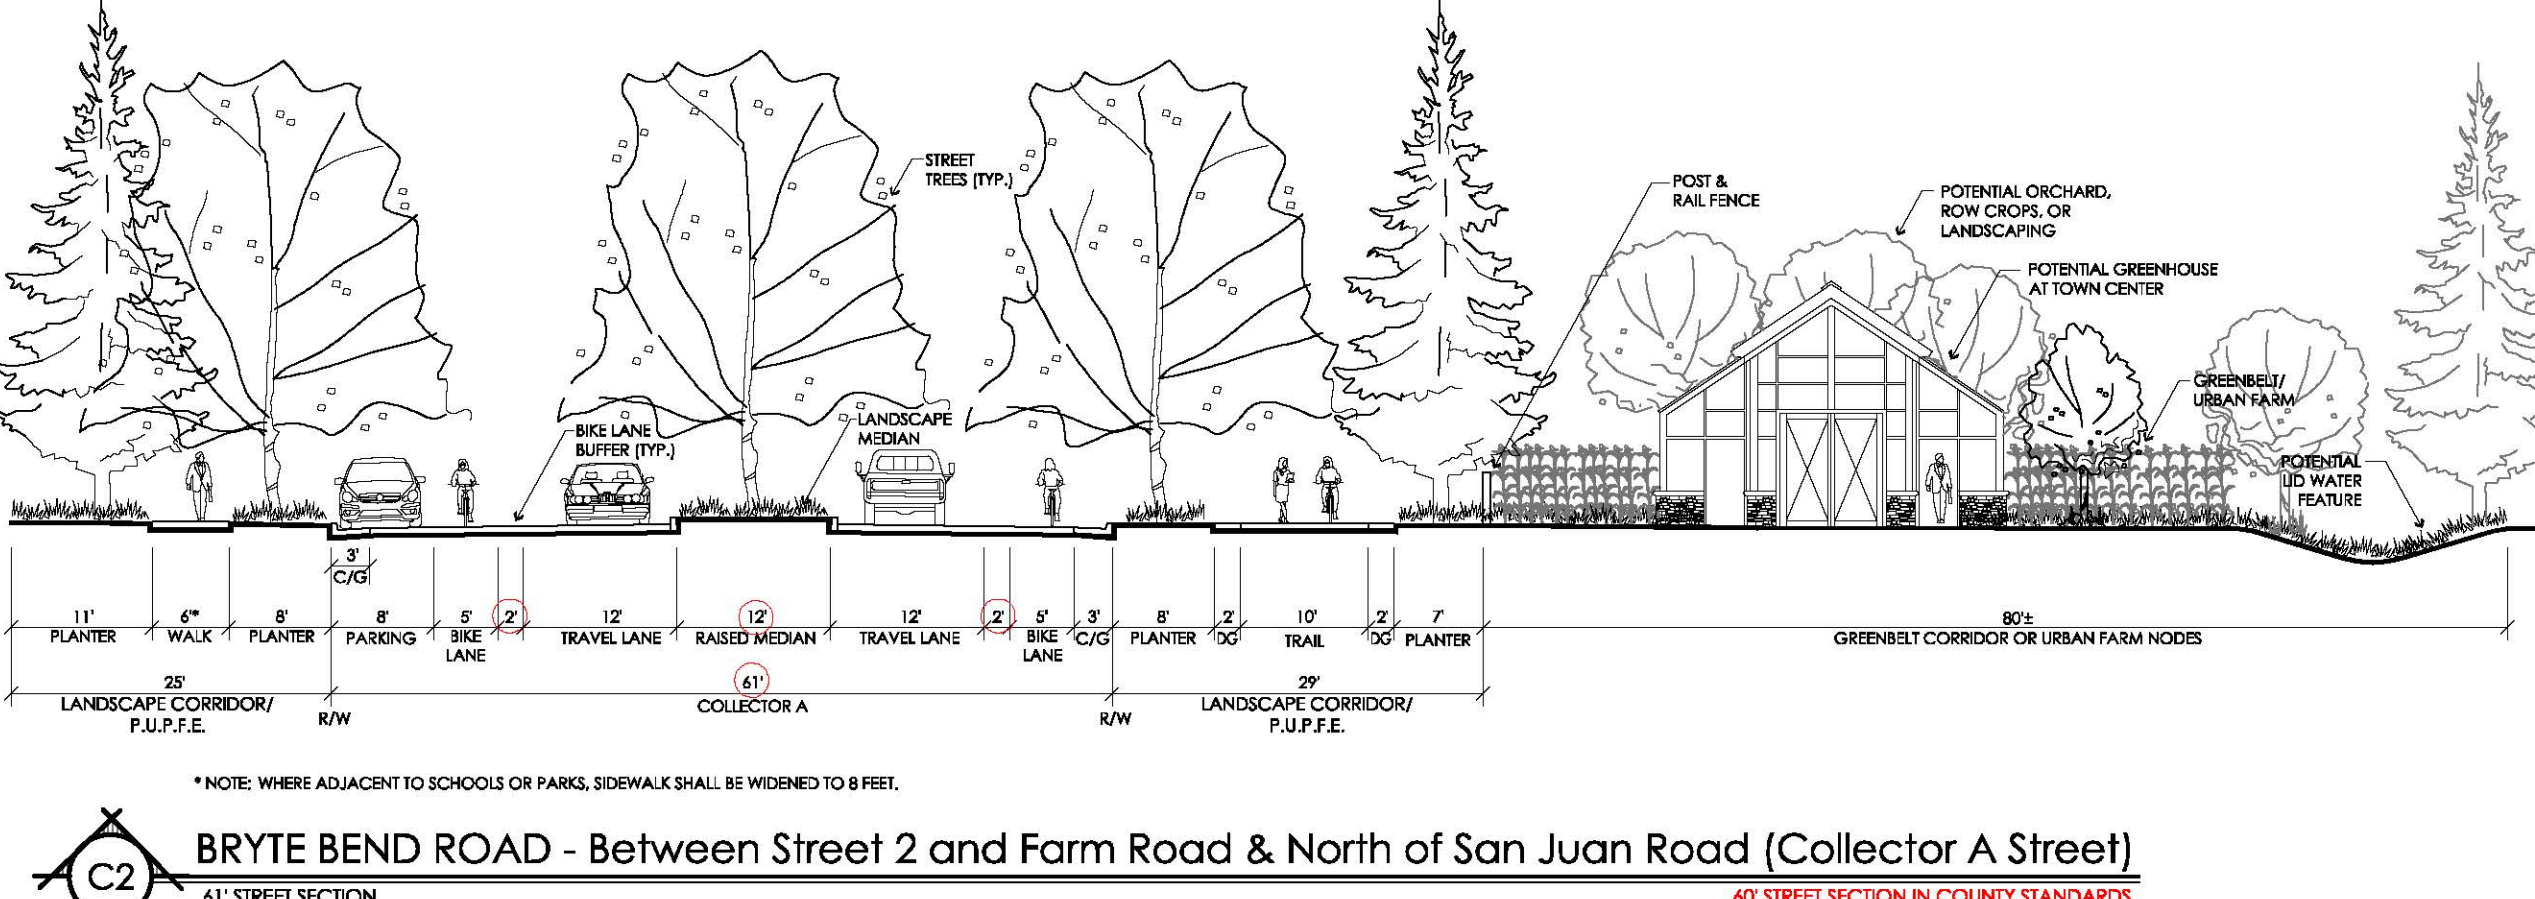 STREET
TREES (TYP.)
POST &
RAIL FENCE
POTENTIAL ORCHARD,
ROW CROPS, OR
LANDSCAPING
POTENTIAL GREENHOUSE
AT TOWN CENTER
GREENBELT/
URBAN FARM
BIKE LANE
BUFFER (TYP.)
LANDSCAPE
MEDIAN
POTENTIAL
LID WATER
FEATURE
3'
C/G
11'
PLANTER
6'*
WALK
8'
PLANTER
8'
PARKING
5'
BIKE
LANE
2'
12'
TRAVEL LANE
12'
RAISED MEDIAN
12'
TRAVEL LANE
2'
5'
BIKE
LANE
3'
C/G
8'
PLANTER
2'
DG
10'
TRAIL
2'
DG
7'
PLANTER
80'±
GREENBELT CORRIDOR OR URBAN FARM NODES
25'
LANDSCAPE CORRIDOR/
P.U.P.F.E.
R/W
61'
COLLECTOR A
R/W
29'
LANDSCAPE CORRIDOR/
P.U.P.F.E.
* NOTE: WHERE ADJACENT TO SCHOOLS OR PARKS, SIDEWALK SHALL BE WIDENED TO 8 FEET.
C2
BRYTE BEND ROAD - Between Street 2 and Farm Road & North of San Juan Road (Collector A Street)
61' STREET SECTION
60' STREET SECTION IN COUNTY STANDARDS